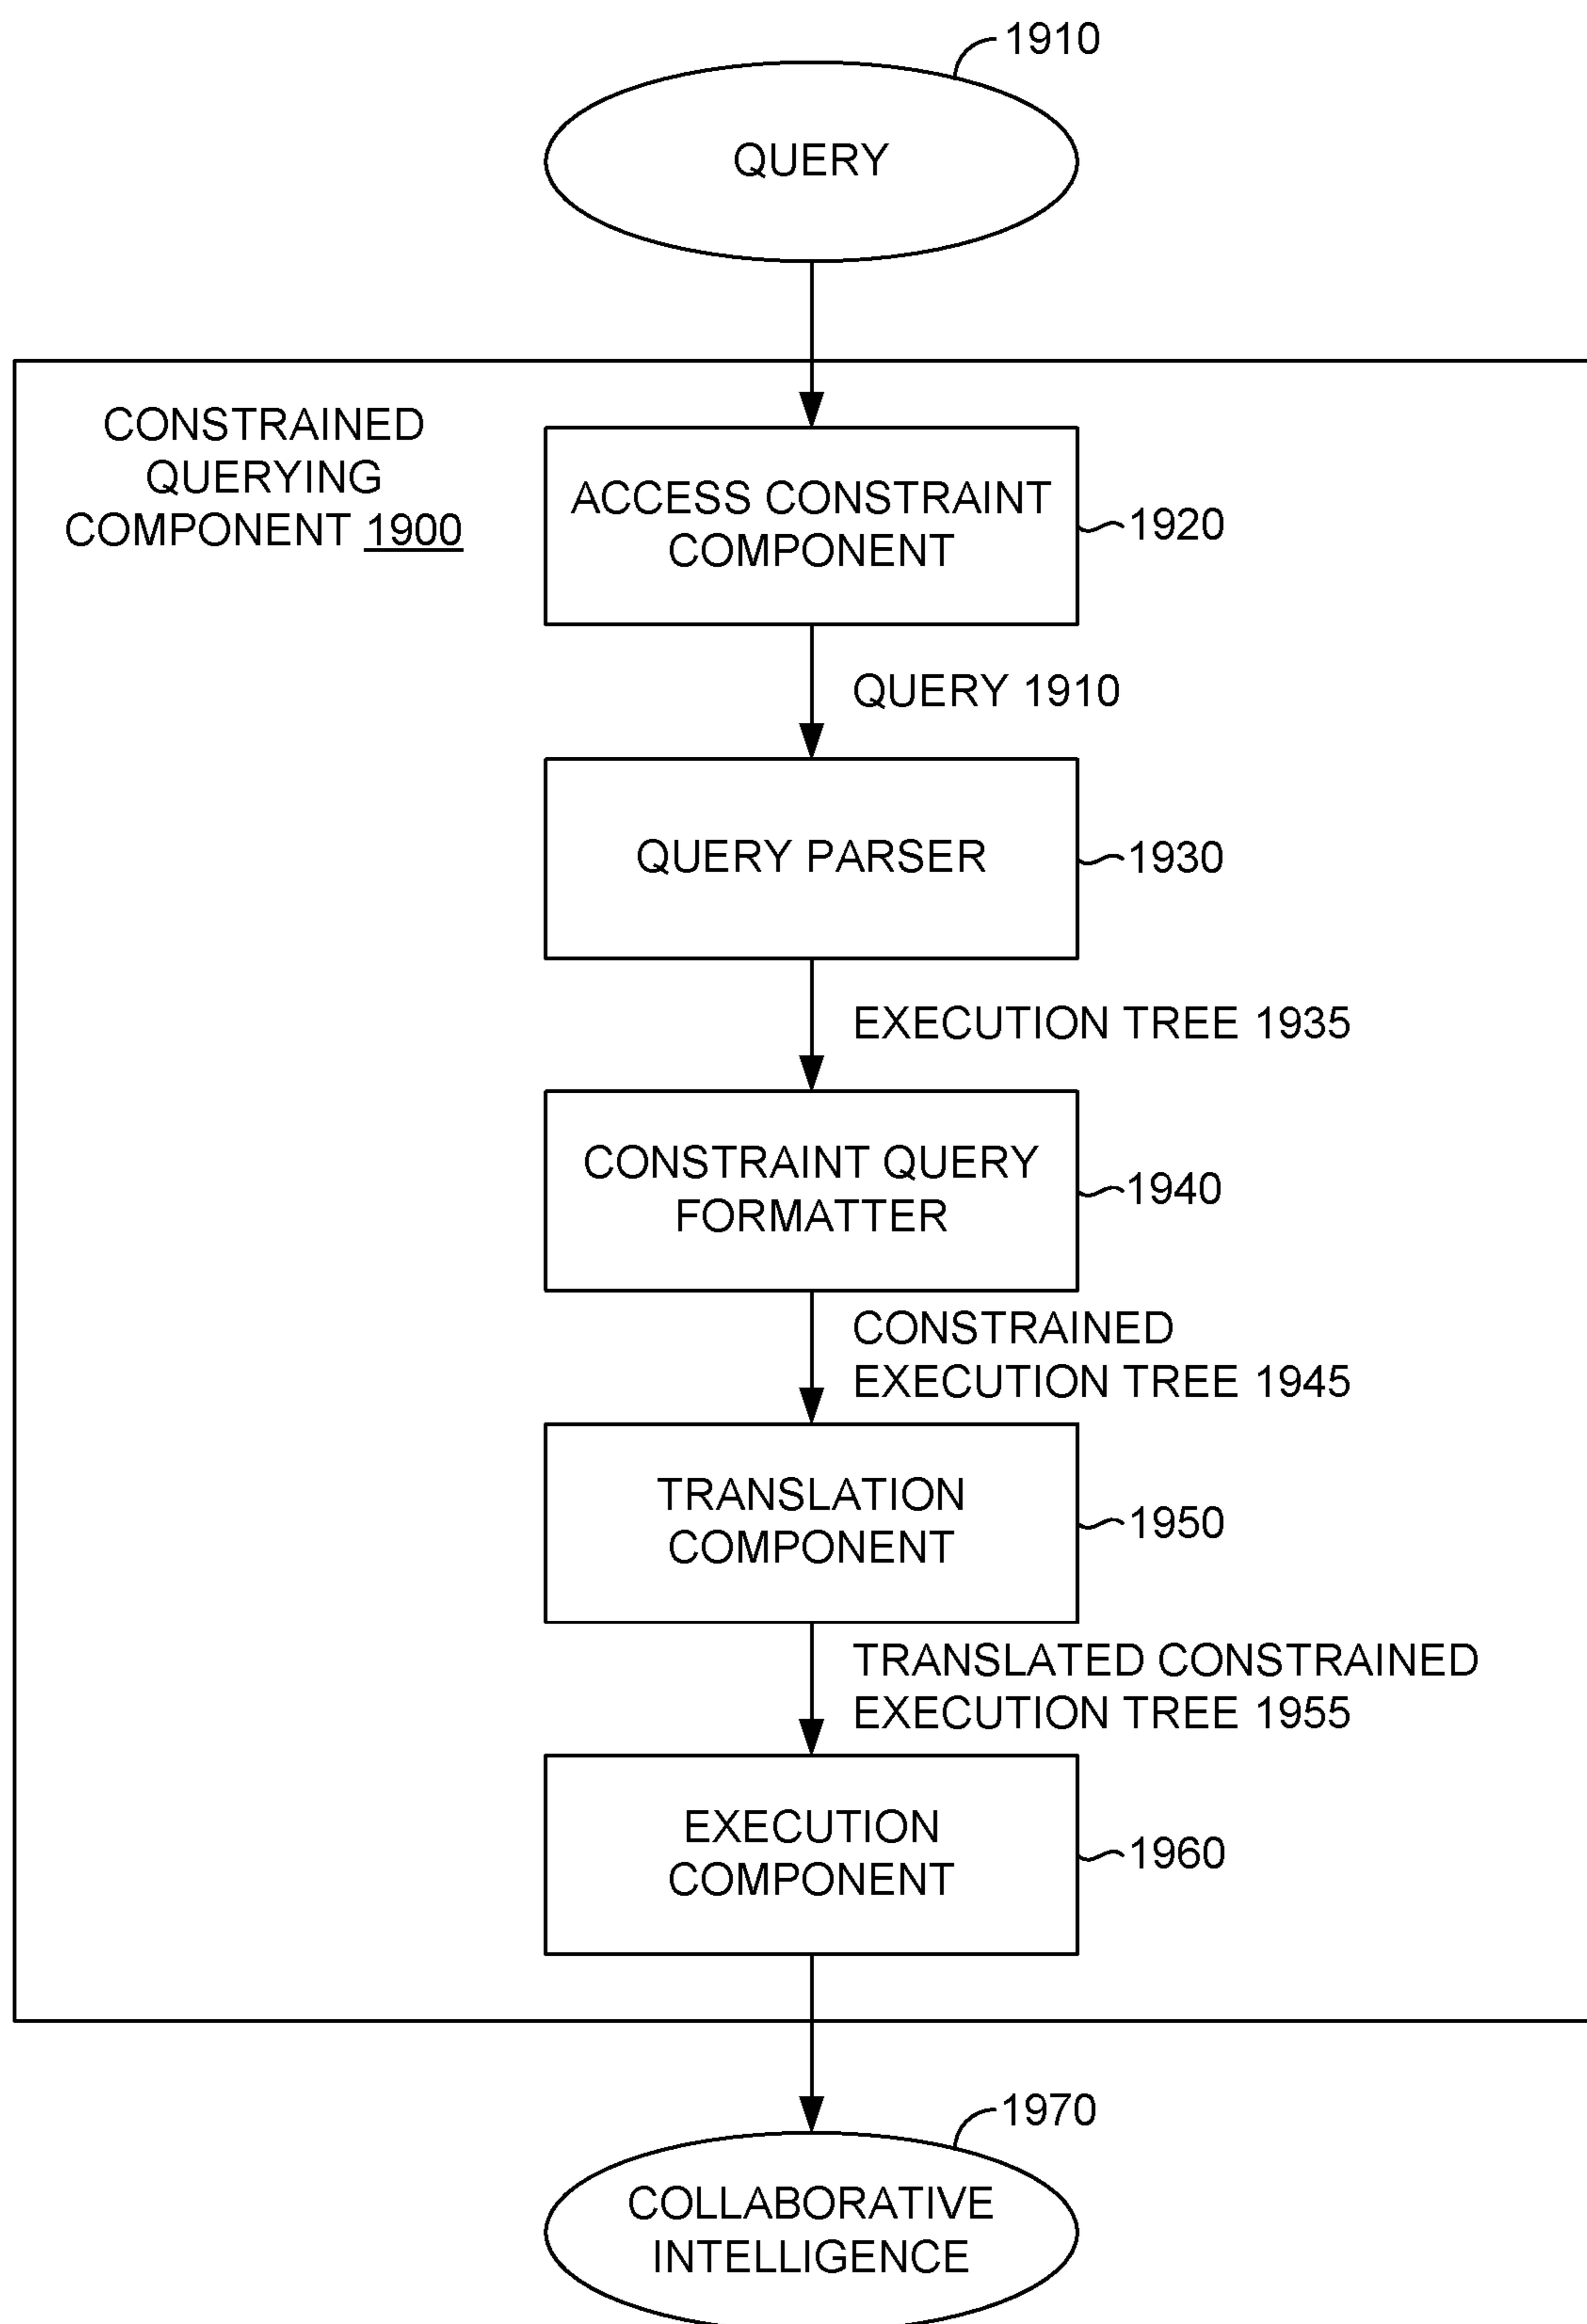 1910
QUERY
CONSTRAINED
QUERYING
COMPONENT 1900
ACCESS CONSTRAINT
COMPONENT
1920
QUERY 1910
QUERY PARSER
1930
EXECUTION TREE 1935
CONSTRAINT QUERY
FORMATTER
1940
CONSTRAINED
EXECUTION TREE 1945
TRANSLATION
COMPONENT
1950
TRANSLATED CONSTRAINED
EXECUTION TREE 1955
EXECUTION
COMPONENT
1960
1970
COLLABORATIVE
INTELLIGENCE